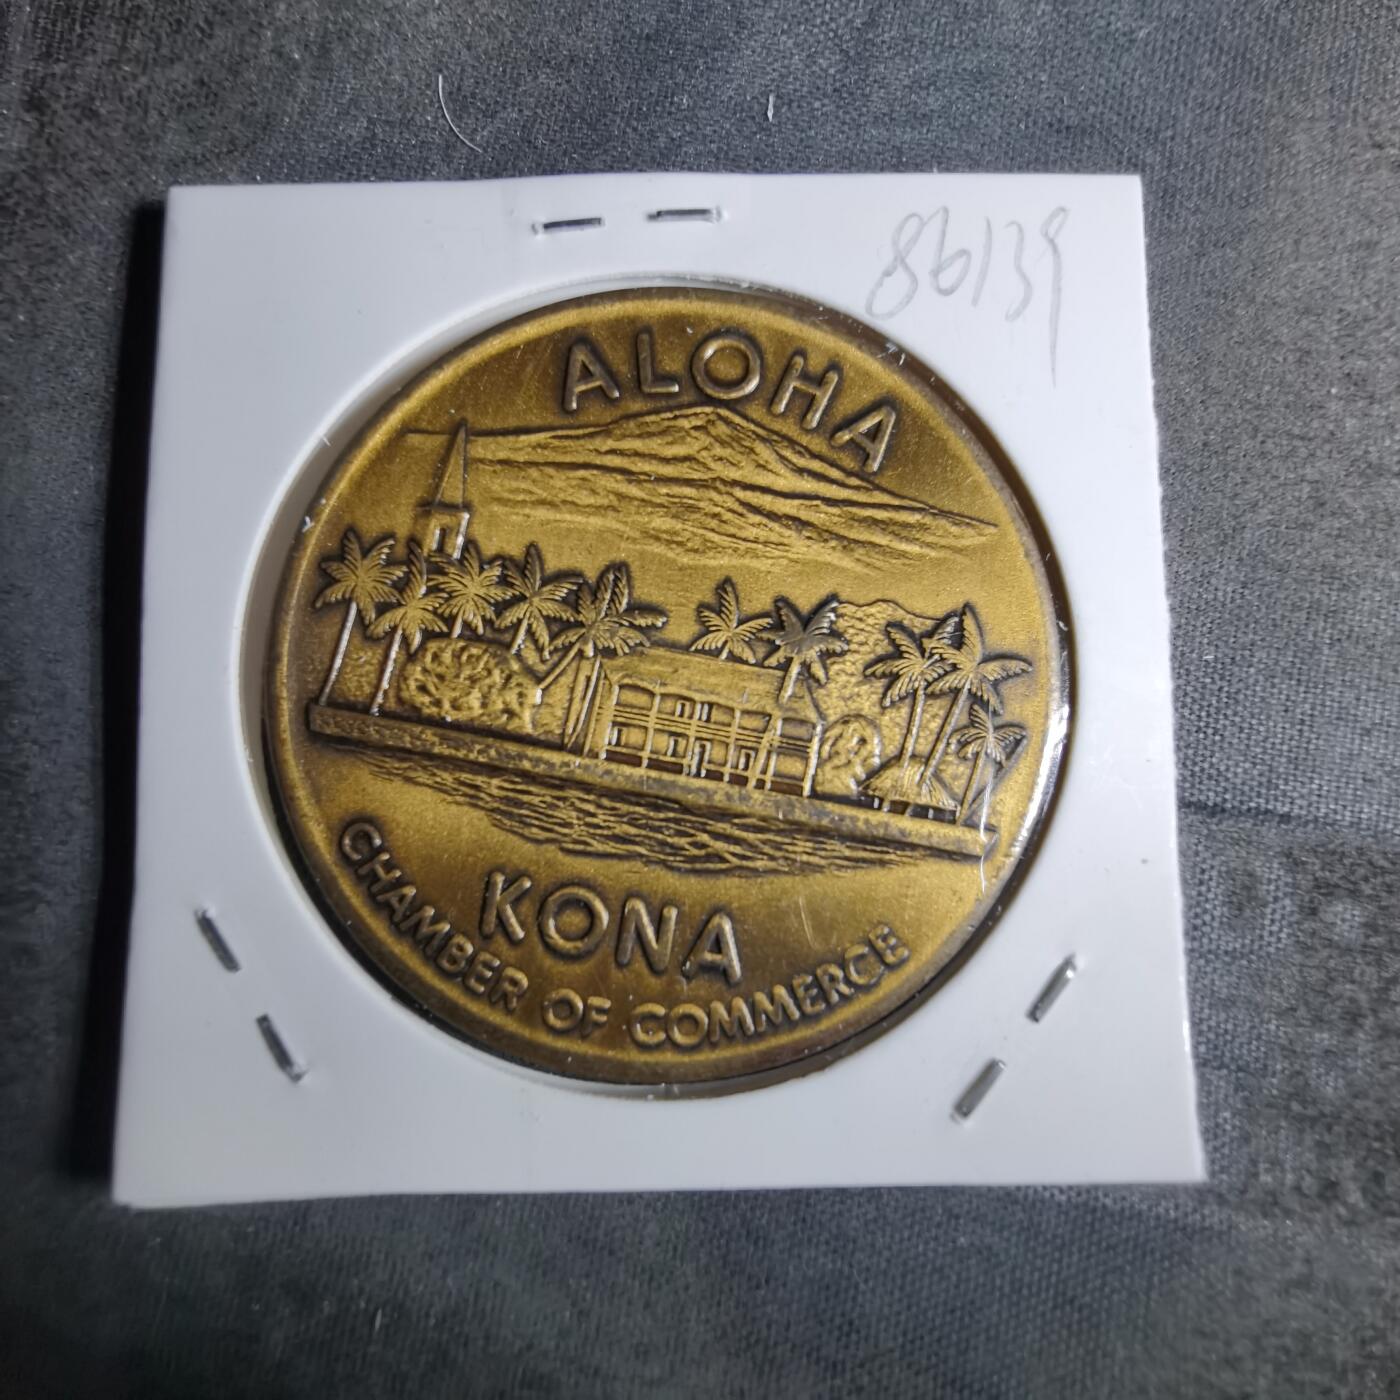 86139
ALOHA
KONA
CHAMBER OF COMMERCE